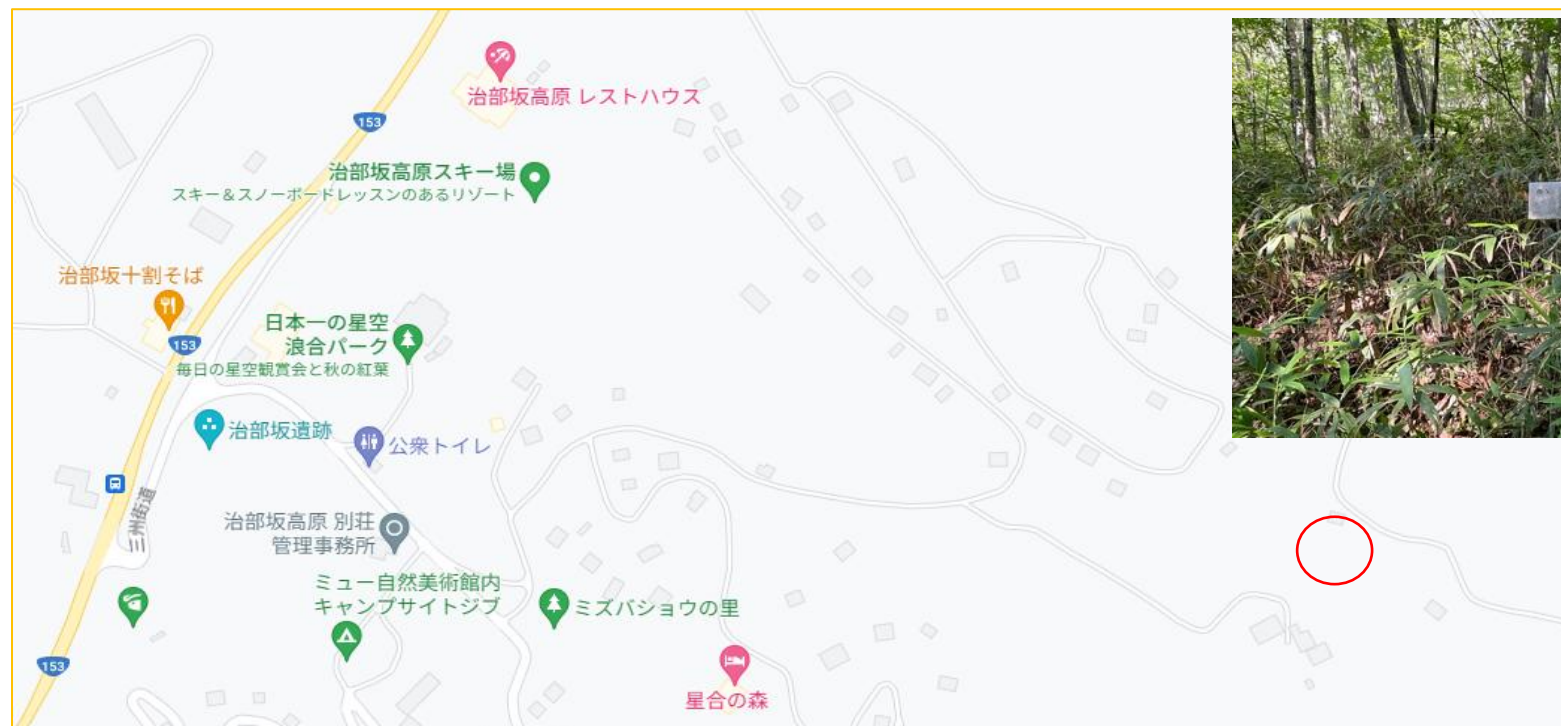 治部坂高原 レストハウス
153
治部坂高原スキー場
スキー&スノーボードレッスンのあるリゾート
治部坂十割そば
日本一の星空
浪合パーク
毎日の星空観賞会と秋の紅葉
153
治部坂遺跡
公衆トイレ
三州街道
治部坂高原 別荘
管理事務所
ミュー自然美術館内
キャンプサイトジブ
ミズバショウの里
153
星合の森